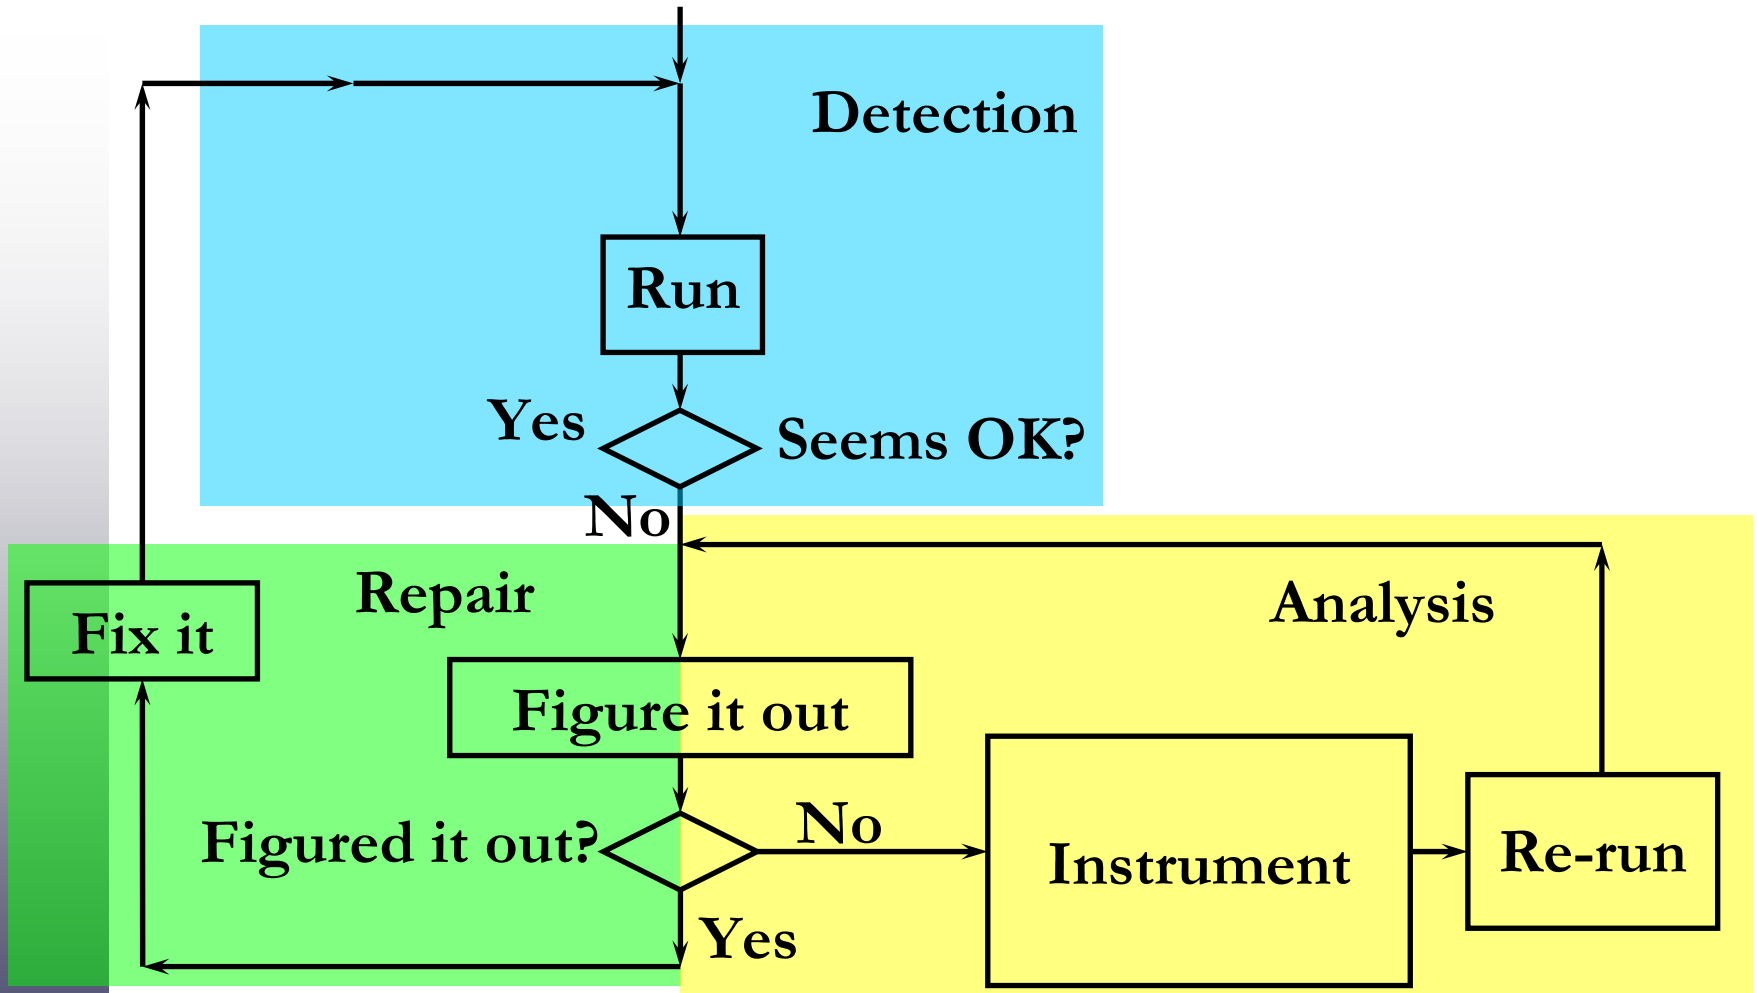 Detection
Run
Yes
Seems OK?
No
Repair
Analysis
Fix it
Figure it out
Figured it out?
No
Instrument
Re-run
Yes